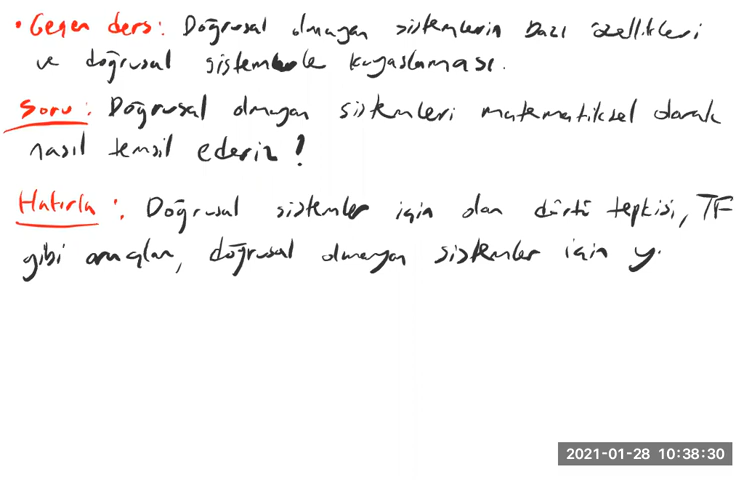 • Geçen ders: Doğrusal olmayan sistemlerin bazı özellikleri
ve doğrusal sistemlerle kıyaslaması.
Soru: Doğrusal olmayan sistemleri matematiksel olarak
nasıl temsil ederiz?
Hatırla: Doğrusal sistemler için olan dürtü tepkisi, TF
gibi araçlar, doğrusal olmayan sistemler için y
2021-01-28 10:38:30